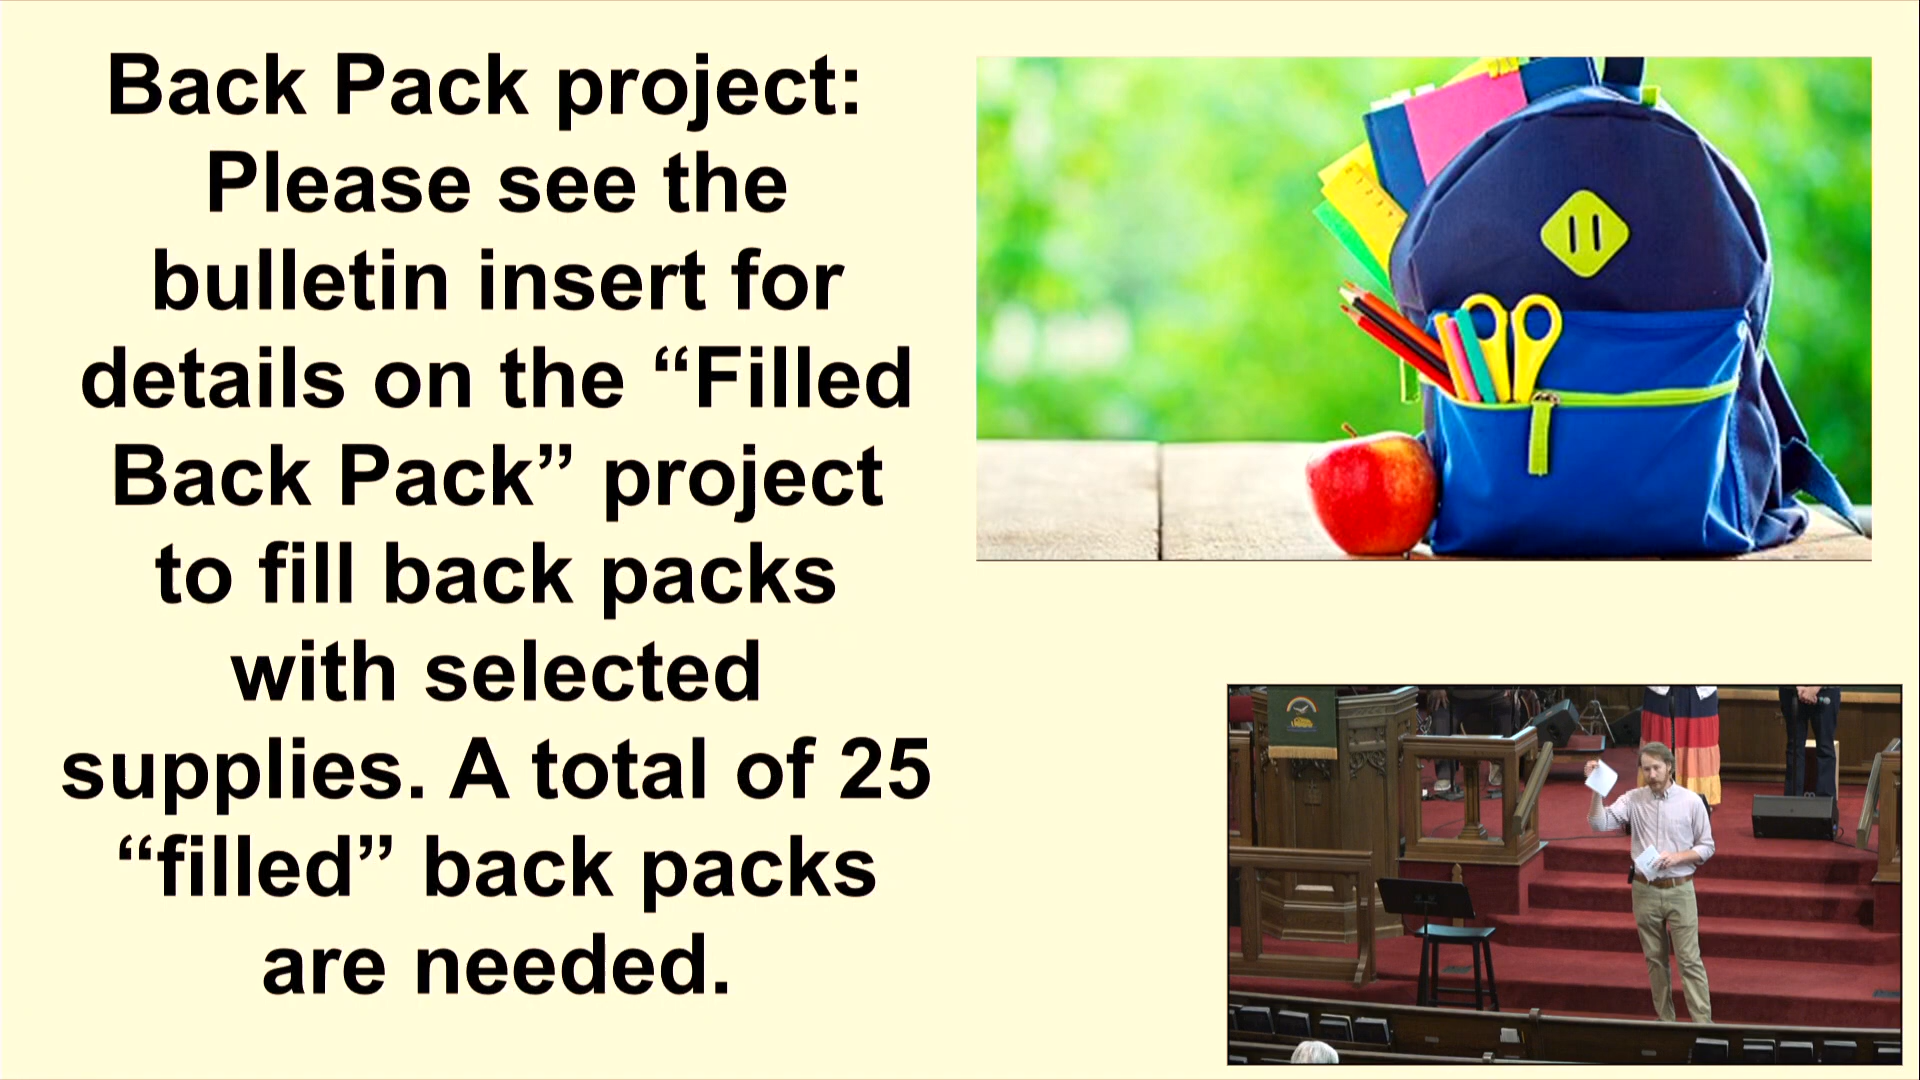 Back Pack project:
Please see the
bulletin insert for
details on the “Filled
Back Pack” project
to fill back packs
with selected
supplies. A total of 25
“filled” back packs
are needed.